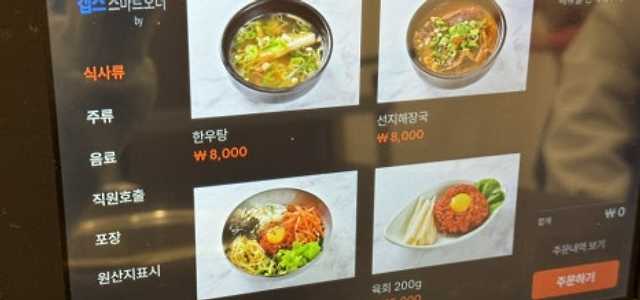 스마트오더
by
식사류
주류
음료
직원호출
포장
원산지표시
한우탕
₩ 8,000
선지해장국
₩ 8,000
육회 200g
합계
₩ 0
주문내역 보기
주문하기